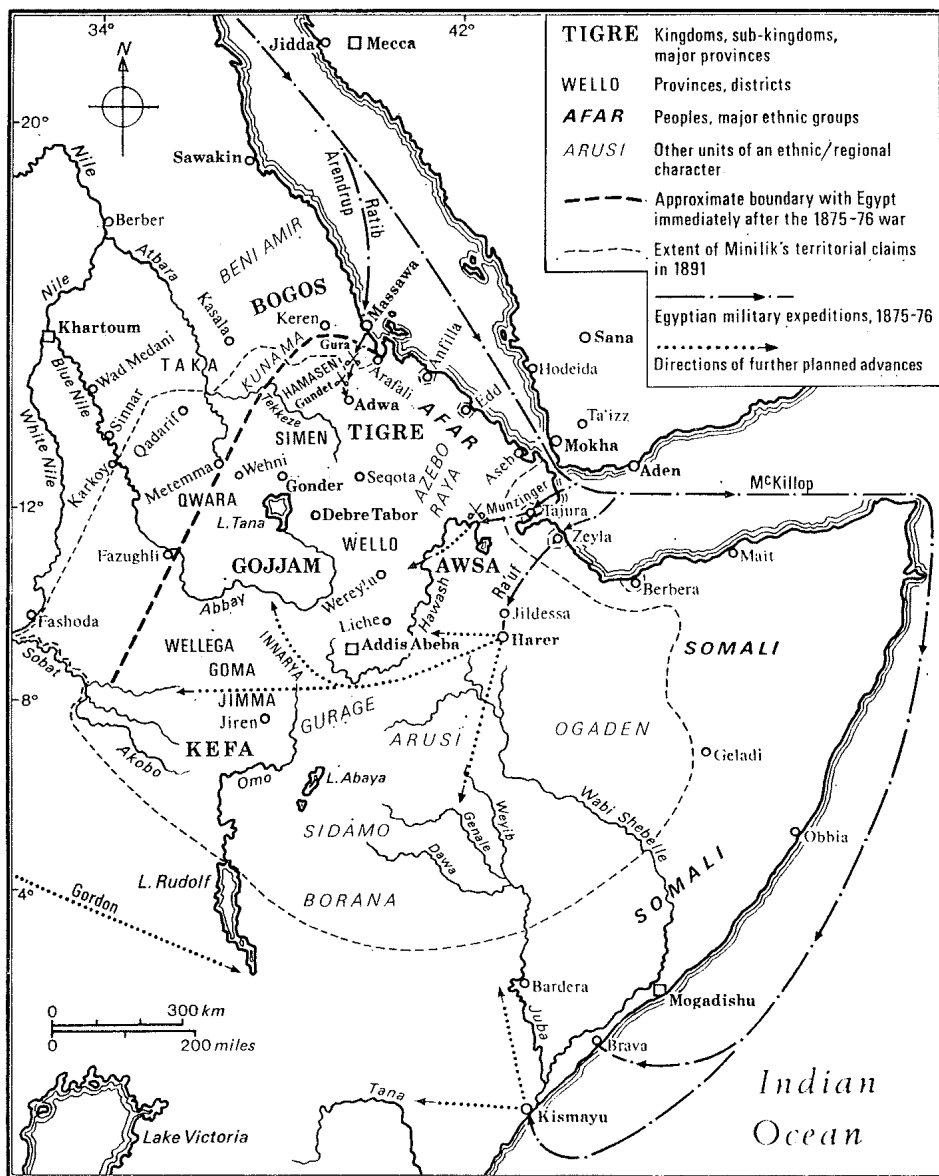 34°
42°
N
Jidda
Mecca
TIGRE Kingdoms, sub-kingdoms,
major provinces
WELLO Provinces, districts
AFAR Peoples, major ethnic groups
ARUSI Other units of an ethnic/regional
character
Approximate boundary with Egypt
immediately after the 1875-76 war
Extent of Minilik's territorial claims
in 1891
Egyptian military expeditions, 1875-76
Directions of further planned advances
20°
Nile
Sawakin
Arendrup
Ratib
Berber
Atbara
BENI AMIR
Nile
Kasala
BOGOS
Keren
Massawa
Khartoum
Gura
Sana
Wad Medani
TAKA
KUNAMA
HAMASEN
Arafali
Anfilla
Hodeida
Blue Nile
Gundet
White Nile
Sinnar
Qadarif
Tekkeze
Adwa
AFAR
Edd
Ta'izz
SIMEN
TIGRE
Mokha
Karkoy
Metemma
Wehni
Seqota
AZEBO
RAYA
Aseb
Aden
Gonder
McKillop
12°
QWARA
L. Tana
Debre Tabor
Munzinger
Tajura
Zeyla
Mait
WELLO
Fazughli
GOJJAM
AWSA
Ra'uf
Berbera
Abbay
Wereylu
Hawash
Fashoda
Liche
Jildessa
Addis Abeba
Harer
SOMALI
Sobat
WELLEGA
INNARYA
GOMA
8°
JIMMA
GURAGE
Jiren
ARUSI
OGADEN
Geladi
KEFA
Akobo
Omo
L. Abaya
Wabi Shebelle
Weyib
Genale
Obbia
SIDAMO
Dawa
L. Rudolf
4°
Gordon
BORANA
SOMALI
0 300 km
0 200 miles
Bardera
Mogadishu
Juba
Brava
Indian
Ocean
Tana
Kismayu
Lake Victoria